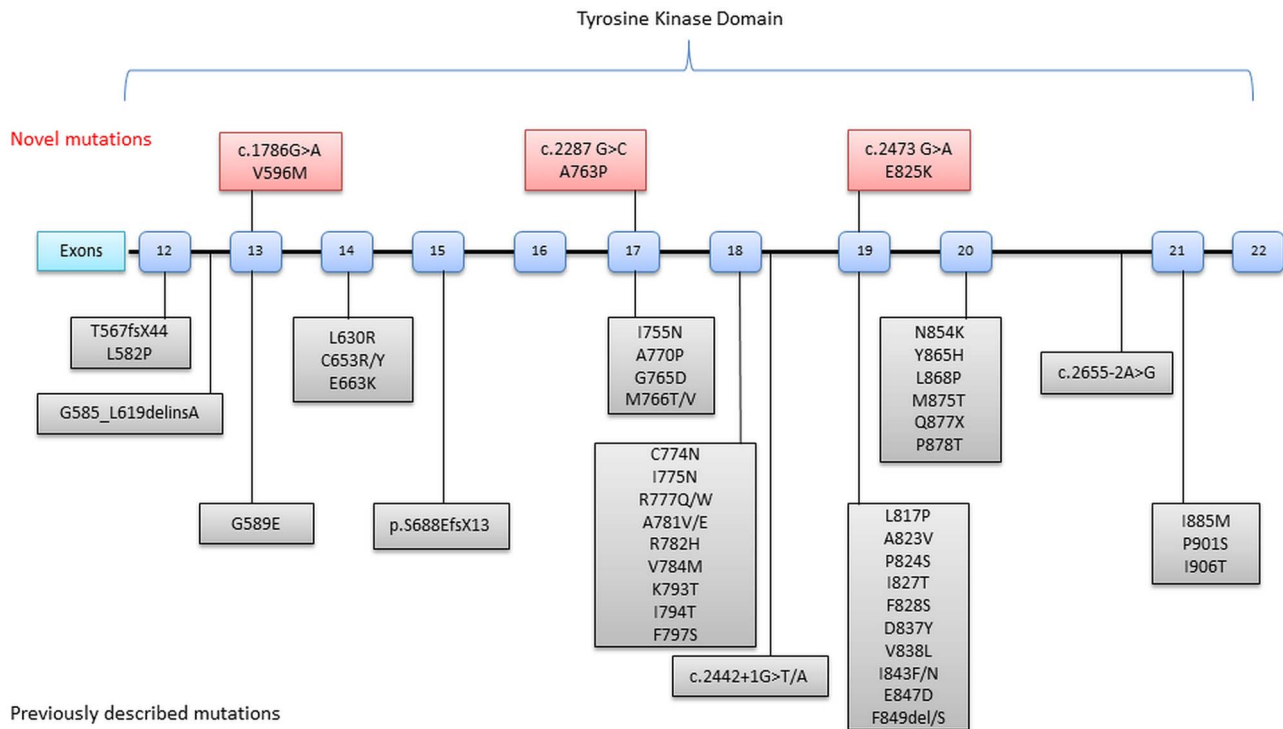 Tyrosine Kinase Domain
Novel mutations
c.1786G>A
V596M
c.2287 G>C
A763P
c.2473 G>A
E825K
Exons
12
13
14
15
16
17
18
19
20
21
22
T567fsX44
L582P
G585_L619delinsA
G589E
L630R
C653R/Y
E663K
p.S688EfsX13
I755N
A770P
G765D
M766T/V
C774N
I775N
R777Q/W
A781V/E
R782H
V784M
K793T
I794T
F797S
c.2442+1G>T/A
L817P
A823V
P824S
I827T
F828S
D837Y
V838L
I843F/N
E847D
F849del/S
N854K
Y865H
L868P
M875T
Q877X
P878T
c.2655-2A>G
I885M
P901S
I906T
Previously described mutations